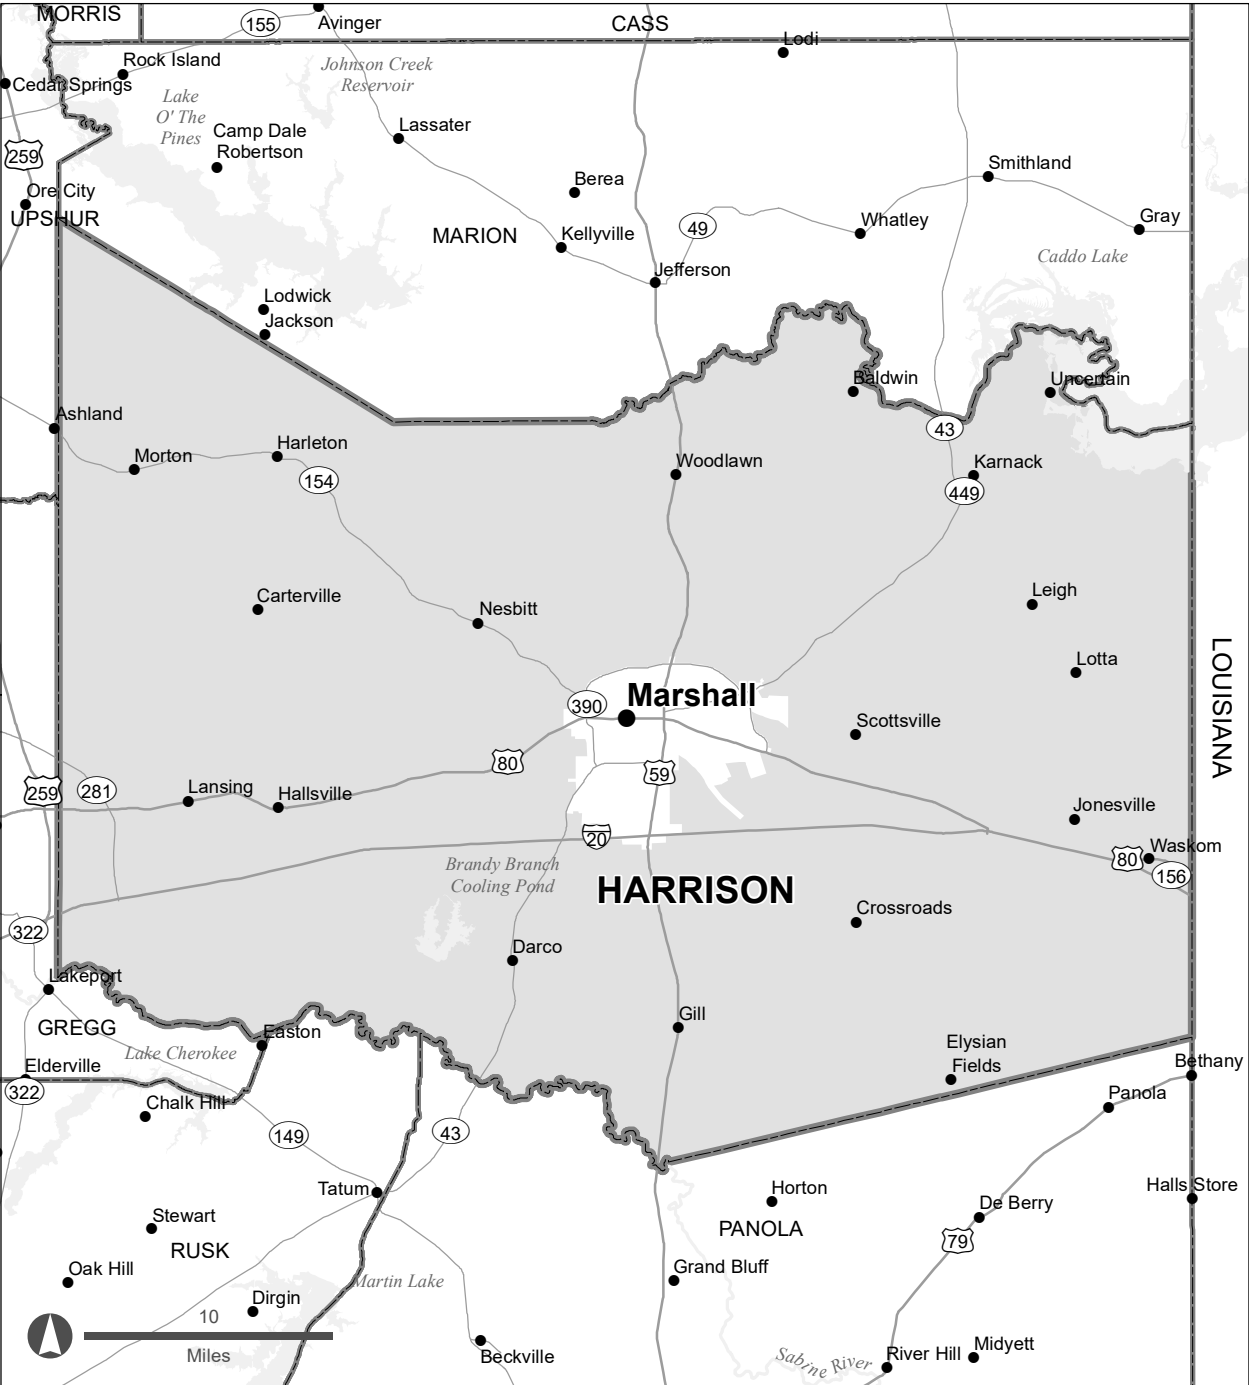 MORRIS
155
Avinger
CASS
Lodi
Rock Island
Cedar Springs
Johnson Creek
Reservoir
Lake
O' The
Pines
Camp Dale
Robertson
Lassater
259
Berea
Smithland
Ore City
UPSHUR
MARION
Kellyville
49
Whatley
Gray
Jefferson
Caddo Lake
Lodwick
Jackson
Baldwin
Uncertain
Ashland
43
Morton
Harleton
154
Woodlawn
Karnack
449
Carterville
Nesbitt
Leigh
Lotta
LOUISIANA
390
Marshall
Scottsville
80
59
259
281
Lansing
Hallsville
Jonesville
20
80
Waskom
156
Brandy Branch
Cooling Pond
HARRISON
Crossroads
322
Darco
Lakeport
Gill
GREGG
Easton
Lake Cherokee
Elysian
Fields
Elderville
Bethany
322
Chalk Hill
Panola
149
43
Tatum
Horton
Halls Store
De Berry
Stewart
RUSK
PANOLA
79
Oak Hill
Grand Bluff
Martin Lake
Dirgin
10
Miles
Beckville
Sabine River
River Hill
Midyett